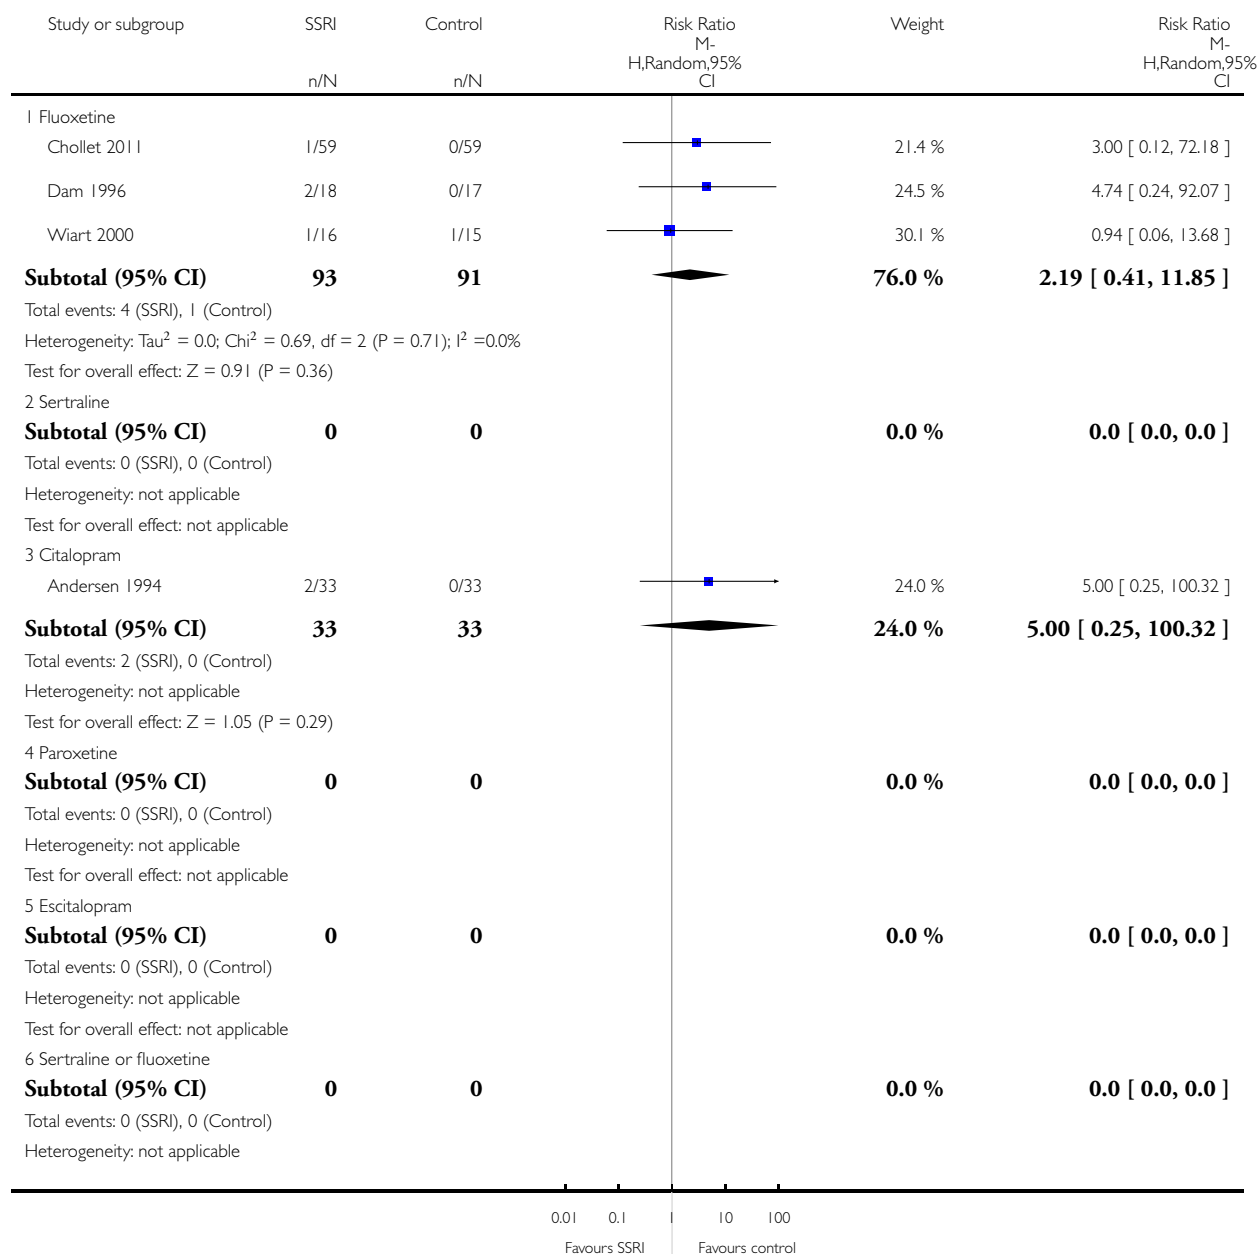 Study or subgroup SSRI Control Risk Ratio Weight Risk Ratio
M- M-
H,Random,95% H,Random,95%
n/N n/N CI CI
1 Fluoxetine
Chollet 2011 1/59 0/59 21.4 % 3.00 [ 0.12, 72.18 ]
Dam 1996 2/18 0/17 24.5 % 4.74 [ 0.24, 92.07 ]
Wiart 2000 1/16 1/15 30.1 % 0.94 [ 0.06, 13.68 ]
Subtotal (95% CI) 93 91 76.0 % 2.19 [ 0.41, 11.85 ]
Total events: 4 (SSRI), 1 (Control)
Heterogeneity: Tau² = 0.0; Chi² = 0.69, df = 2 (P = 0.71); I² =0.0%
Test for overall effect: Z = 0.91 (P = 0.36)
2 Sertraline
Subtotal (95% CI) 0 0 0.0 % 0.0 [ 0.0, 0.0 ]
Total events: 0 (SSRI), 0 (Control)
Heterogeneity: not applicable
Test for overall effect: not applicable
3 Citalopram
Andersen 1994 2/33 0/33 24.0 % 5.00 [ 0.25, 100.32 ]
Subtotal (95% CI) 33 33 24.0 % 5.00 [ 0.25, 100.32 ]
Total events: 2 (SSRI), 0 (Control)
Heterogeneity: not applicable
Test for overall effect: Z = 1.05 (P = 0.29)
4 Paroxetine
Subtotal (95% CI) 0 0 0.0 % 0.0 [ 0.0, 0.0 ]
Total events: 0 (SSRI), 0 (Control)
Heterogeneity: not applicable
Test for overall effect: not applicable
5 Escitalopram
Subtotal (95% CI) 0 0 0.0 % 0.0 [ 0.0, 0.0 ]
Total events: 0 (SSRI), 0 (Control)
Heterogeneity: not applicable
Test for overall effect: not applicable
6 Sertraline or fluoxetine
Subtotal (95% CI) 0 0 0.0 % 0.0 [ 0.0, 0.0 ]
Total events: 0 (SSRI), 0 (Control)
Heterogeneity: not applicable
0.01 0.1 1 10 100
Favours SSRI Favours control